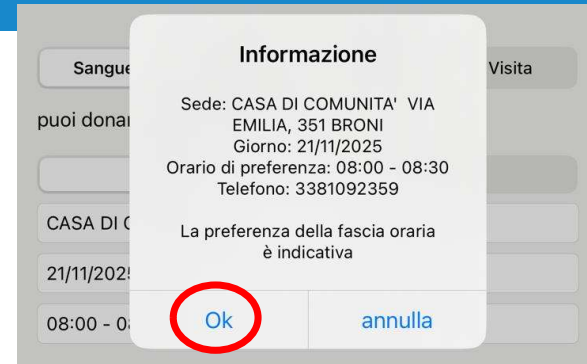 Informazione
Sangue
Visita
Sede: CASA DI COMUNITA' VIA
EMILIA, 351 BRONI
puoi donar
Giorno: 21/11/2025
Orario di preferenza: 08:00 - 08:30
Telefono: 3381092359
CASA DI
La preferenza della fascia oraria
è indicativa
21/11/2025
08:00 - 0
Ok
annulla